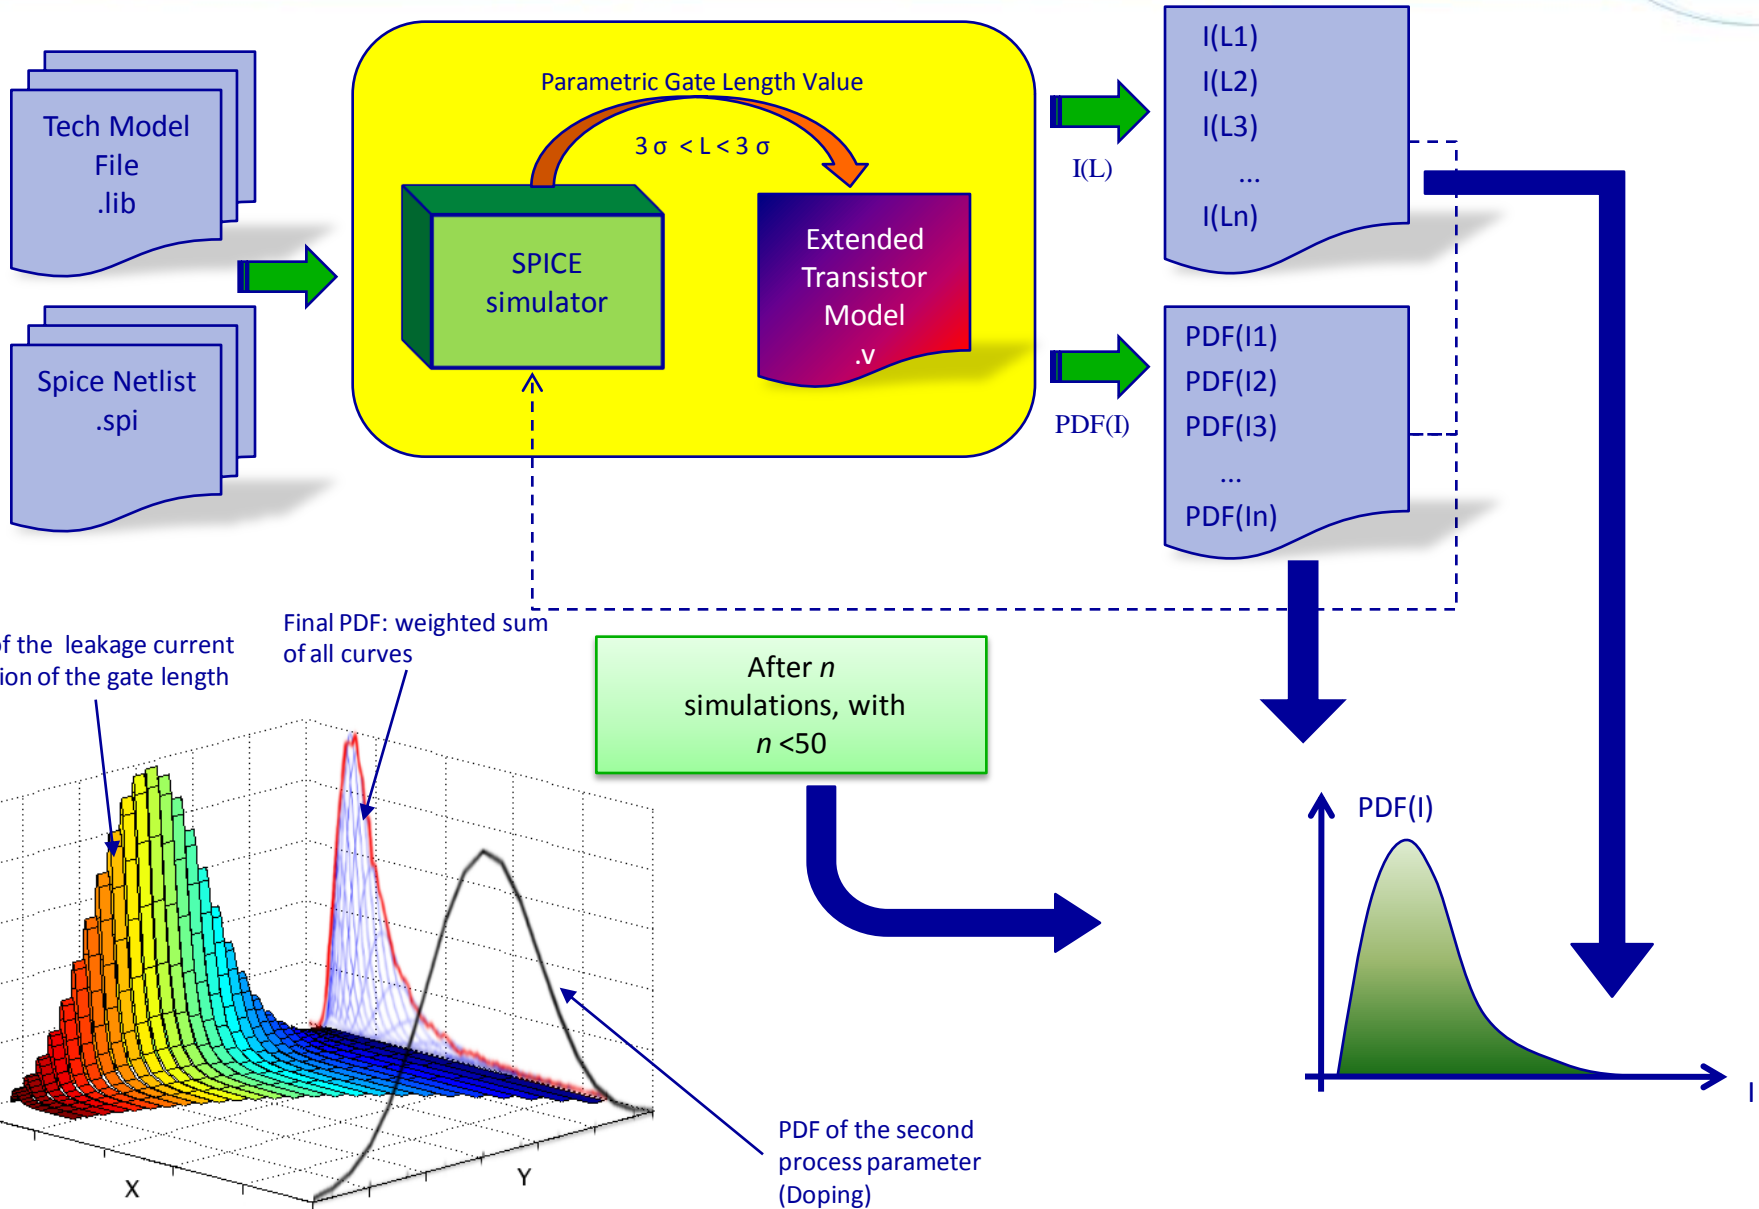 Tech Model
File
.lib
Spice Netlist
.spi
Parametric Gate Length Value
3 σ < L < 3 σ
SPICE
simulator
Extended
Transistor
Model
.v
I(L)
PDF(I)
I(L1)
I(L2)
I(L3)
...
I(Ln)
PDF(I1)
PDF(I2)
PDF(I3)
...
PDF(In)
of the leakage current
of the gate length
Final PDF: weighted sum
of all curves
After n
simulations, with
n <50
PDF(I)
I
X
Y
PDF of the second
process parameter
(Doping)